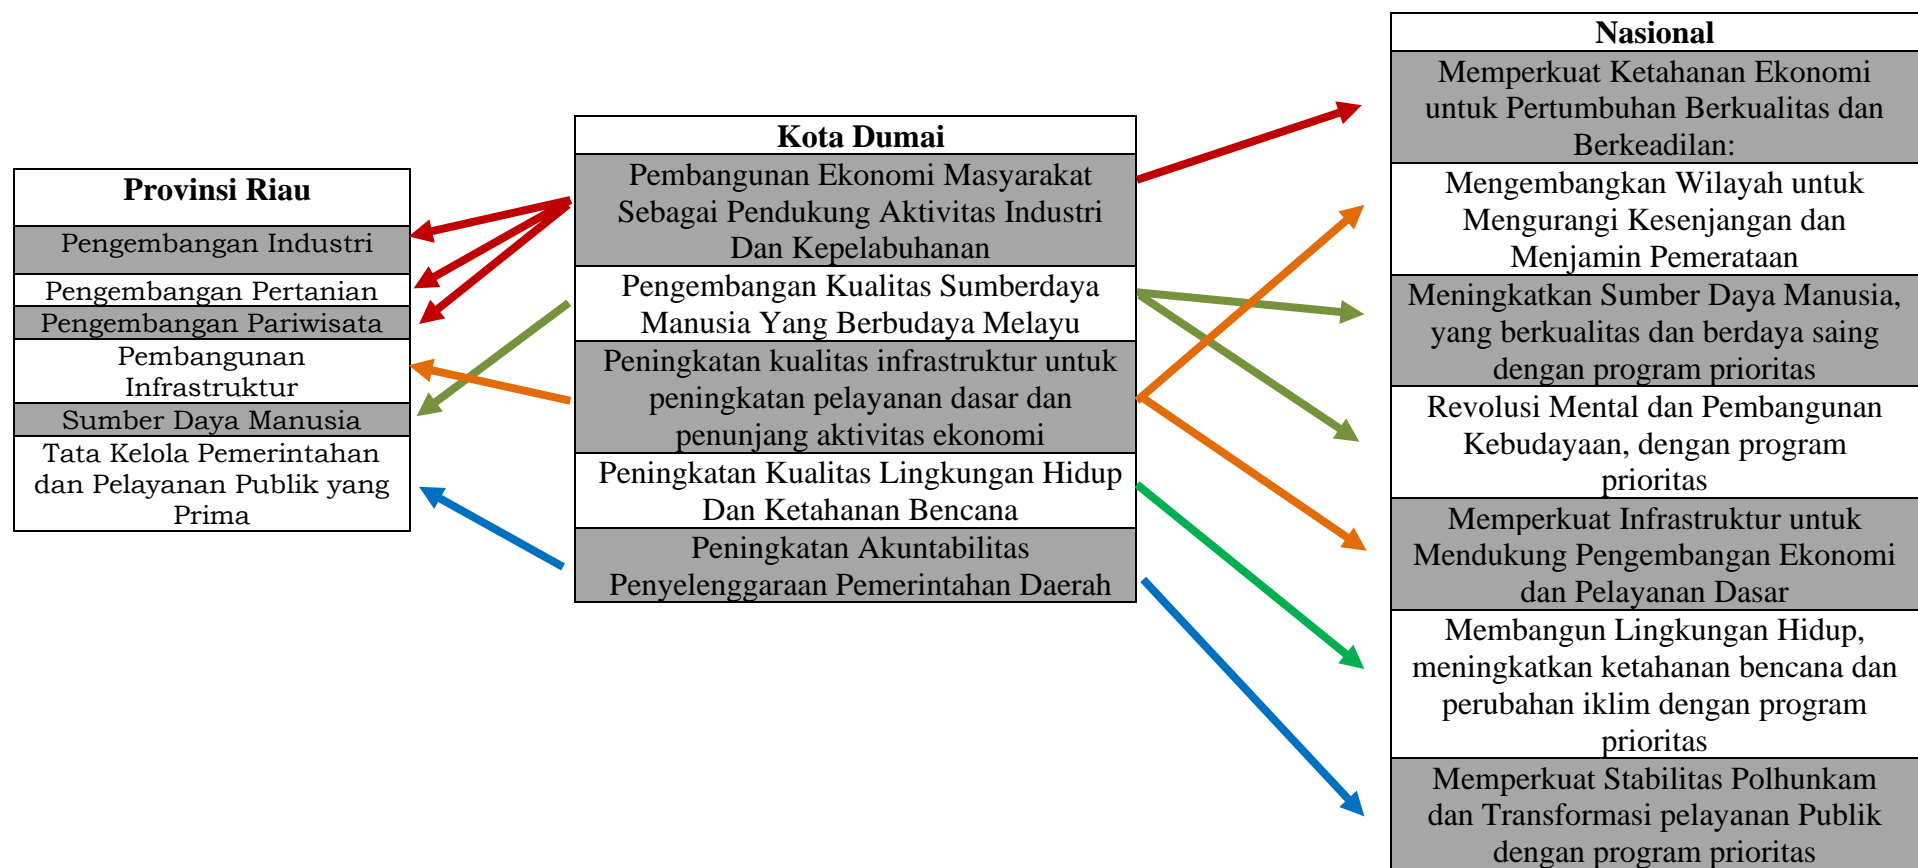 Provinsi Riau
Pengembangan Industri
Pengembangan Pertanian
Pengembangan Pariwisata
Pembangunan
Infrastruktur
Sumber Daya Manusia
Tata Kelola Pemerintahan
dan Pelayanan Publik yang
Prima
Kota Dumai
Pembangunan Ekonomi Masyarakat
Sebagai Pendukung Aktivitas Industri
Dan Kepelabuhanan
Pengembangan Kualitas Sumberdaya
Manusia Yang Berbudaya Melayu
Peningkatan kualitas infrastruktur untuk
peningkatan pelayanan dasar dan
penunjang aktivitas ekonomi
Peningkatan Kualitas Lingkungan Hidup
Dan Ketahanan Bencana
Peningkatan Akuntabilitas
Penyelenggaraan Pemerintahan Daerah
Nasional
Memperkuat Ketahanan Ekonomi
untuk Pertumbuhan Berkualitas dan
Berkeadilan:
Mengembangkan Wilayah untuk
Mengurangi Kesenjangan dan
Menjamin Pemerataan
Meningkatkan Sumber Daya Manusia,
yang berkualitas dan berdaya saing
dengan program prioritas
Revolusi Mental dan Pembangunan
Kebudayaan, dengan program
prioritas
Memperkuat Infrastruktur untuk
Mendukung Pengembangan Ekonomi
dan Pelayanan Dasar
Membangun Lingkungan Hidup,
meningkatkan ketahanan bencana dan
perubahan iklim dengan program
prioritas
Memperkuat Stabilitas Polhunkam
dan Transformasi pelayanan Publik
dengan program prioritas